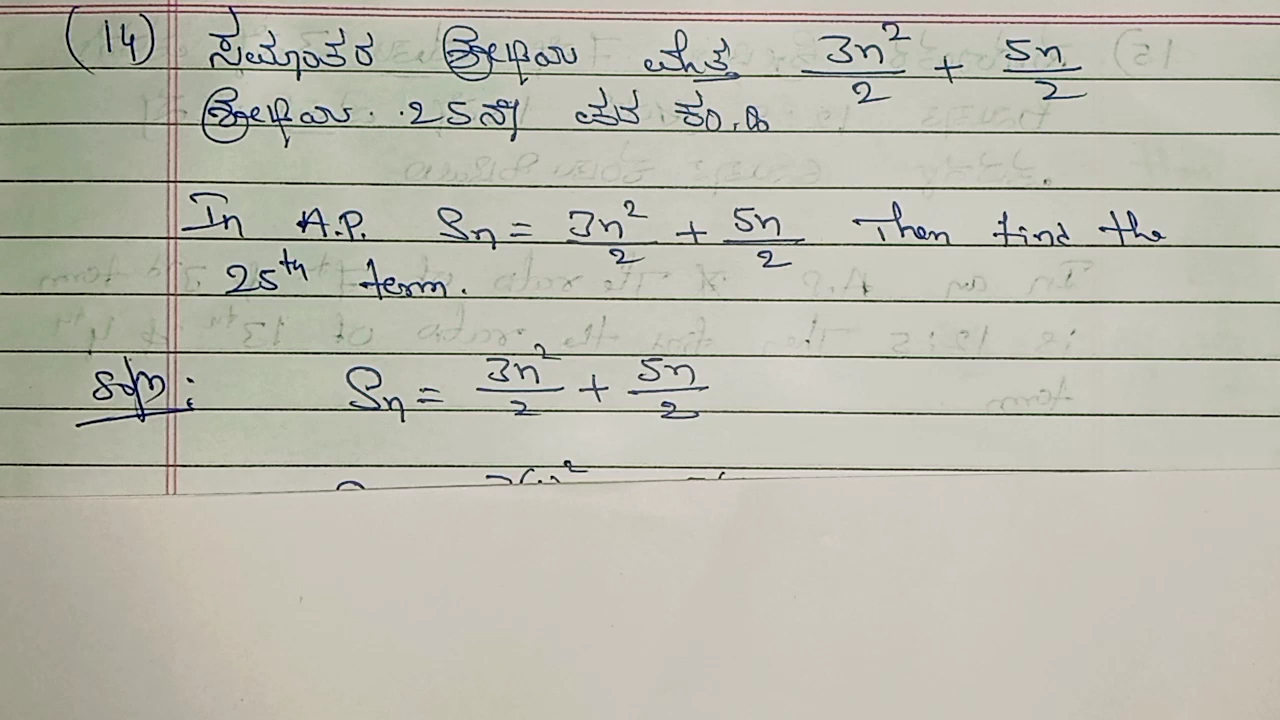 (14) ಸಮಾಂತರ ಶ್ರೇಢಿಯ ಮೊತ್ತ 3n²/2 + 5n/2
ಶ್ರೇಢಿಯ 25ನೇ ಪದ ಕಂ.ಹಿ
In A.P. Sn = 3n²/2 + 5n/2 Then find the
25th term.
Soln: Sn = 3n²/2 + 5n/2